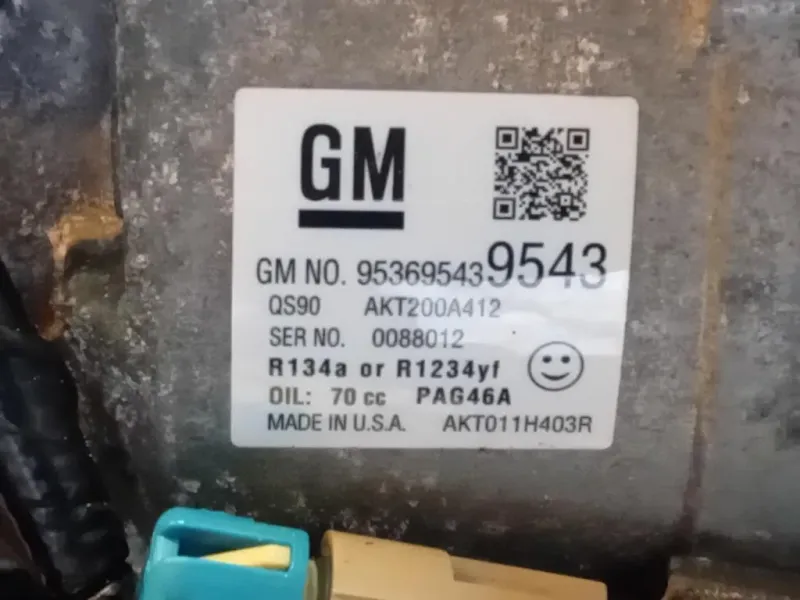 GM
GM NO. 95369543 9543
QS90 AKT200A412
SER NO. 0088012
R134a or R1234yf
OIL: 70 cc PAG46A
MADE IN U.S.A. AKT011H403R